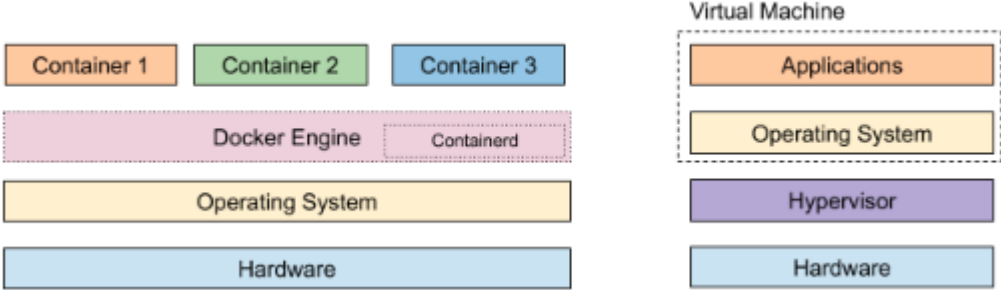 Virtual Machine
Container 1
Container 2
Container 3
Docker Engine
Containerd
Operating System
Hardware
Applications
Operating System
Hypervisor
Hardware